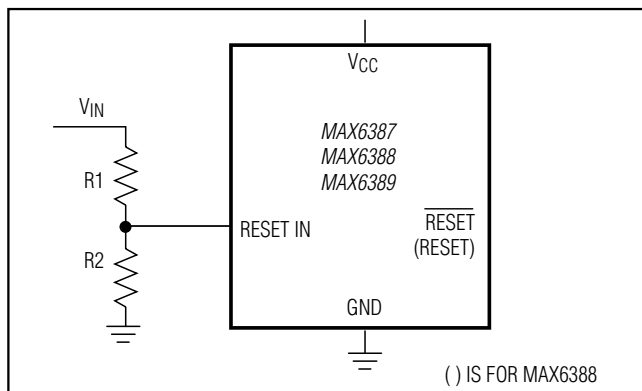 VCC
VIN
MAX6387
MAX6388
MAX6389
R1
RESET IN
RESET
(RESET)
R2
GND
( ) IS FOR MAX6388